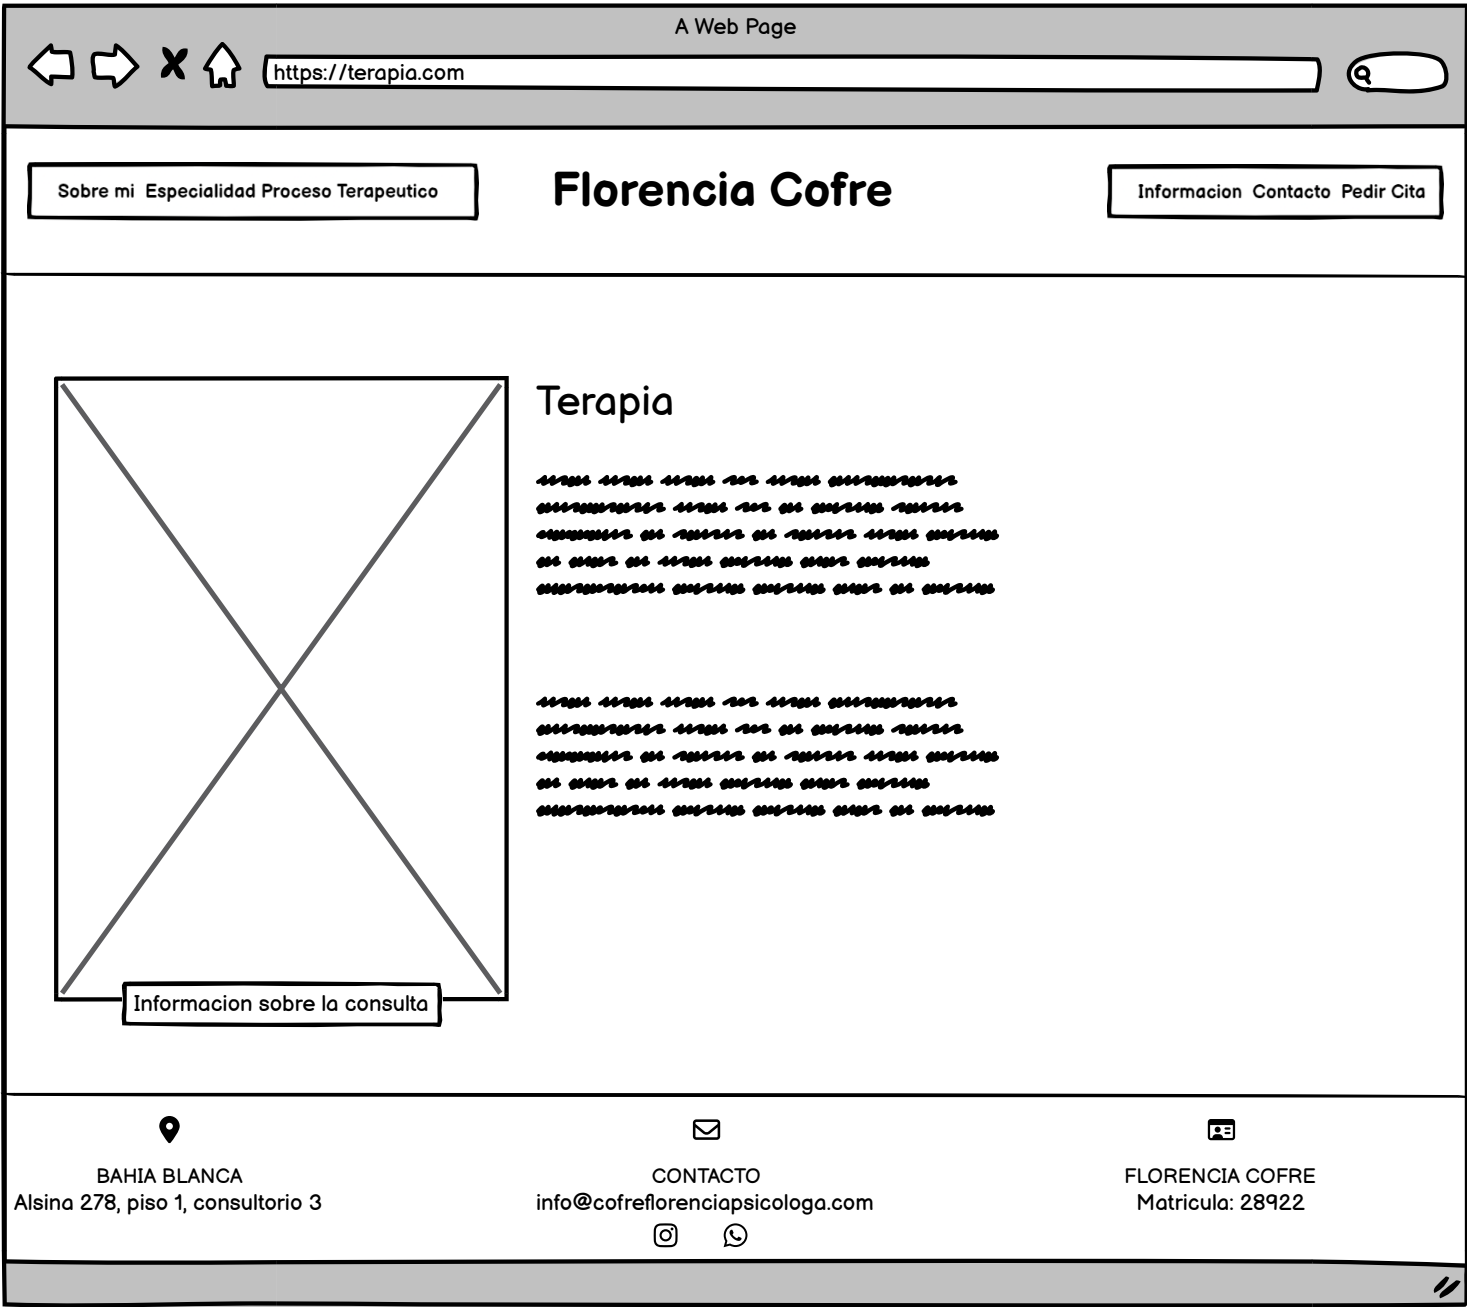 A Web Page
https://terapia.com
Sobre mi Especialidad Proceso Terapeutico
Florencia Cofre
Informacion Contacto Pedir Cita
Terapia
Informacion sobre la consulta
BAHIA BLANCA
Alsina 278, piso 1, consultorio 3
CONTACTO
info@cofreflorenciapsicologa.com
FLORENCIA COFRE
Matricula: 28922